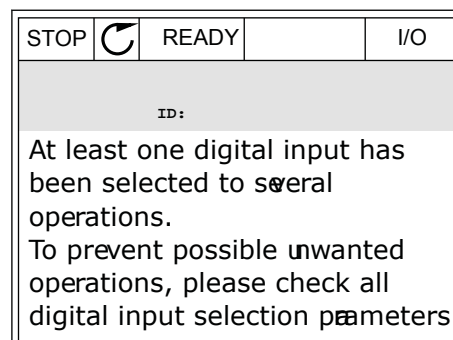 STOP READY I/O
ID:
At least one digital input has
been selected to several
operations.
To prevent possible unwanted
operations, please check all
digital input selection parameters